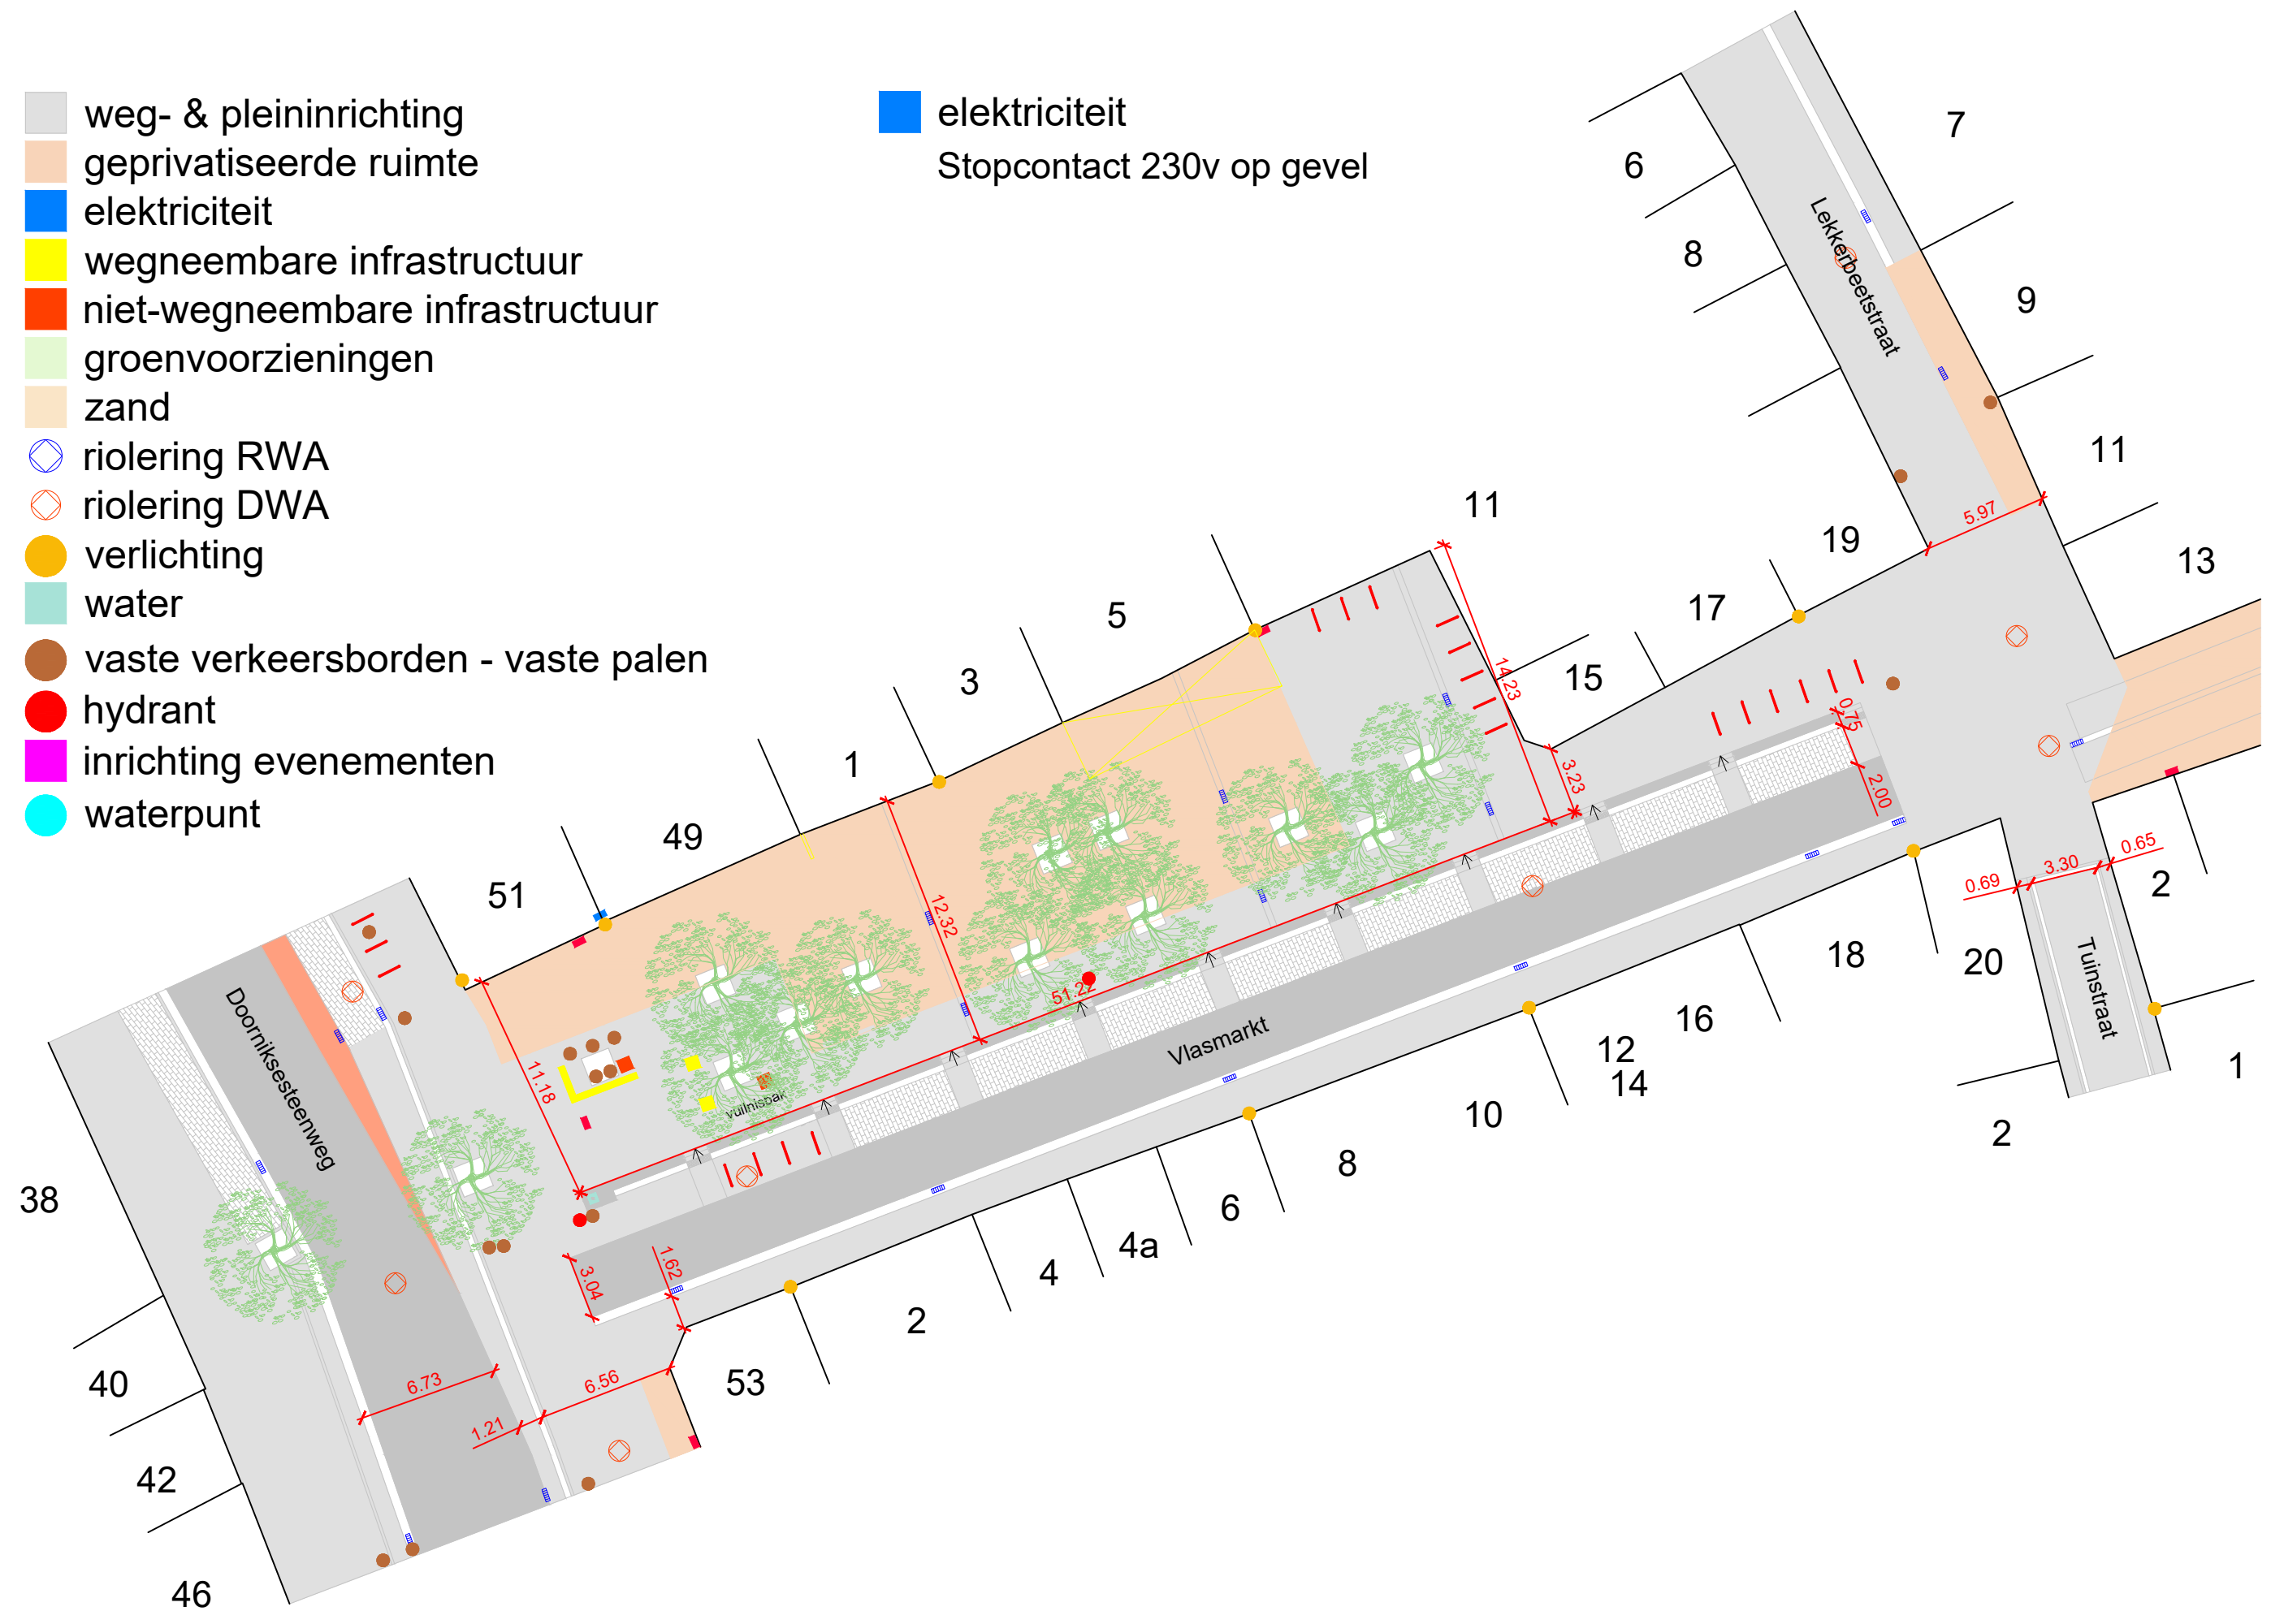 weg- & pleininrichting
geprivatiseerde ruimte
elektriciteit
wegneembare infrastructuur
niet-wegneembare infrastructuur
groenvoorzieningen
zand
riolering RWA
riolering DWA
verlichting
water
vaste verkeersborden - vaste palen
hydrant
inrichting evenementen
waterpunt
elektriciteit
Stopcontact 230v op gevel
6
8
7
9
11
13
Lekkerbeetstraat
5.97
11
5
3
1
49
51
15
17
19
14.23
3.23
0.75
2.00
12.32
51.22
11.18
vuilnisbak
Vlasmarkt
Doorniksesteenweg
Tuinstraat
0.69
3.30
0.65
2
1
2
20
18
16
12
14
10
8
6
4a
4
2
53
3.04
1.62
6.73
6.56
1.21
38
40
42
46